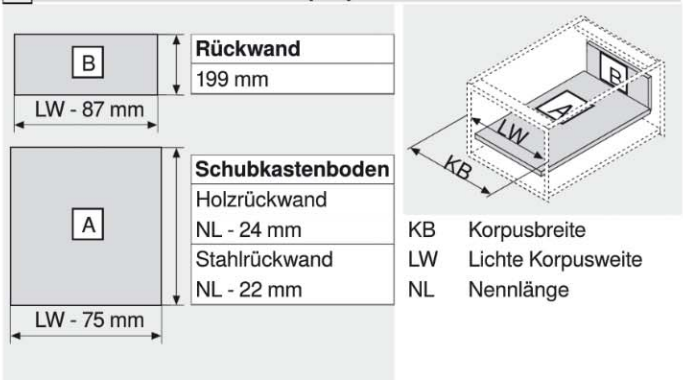 B
Rückwand
199 mm
LW - 87 mm
A
Schubkastenboden
Holzrückwand
NL - 24 mm
Stahlrückwand
NL - 22 mm
LW - 75 mm
B
A
LW
KB
KB Korpusbreite
LW Lichte Korpusweite
NL Nennlänge